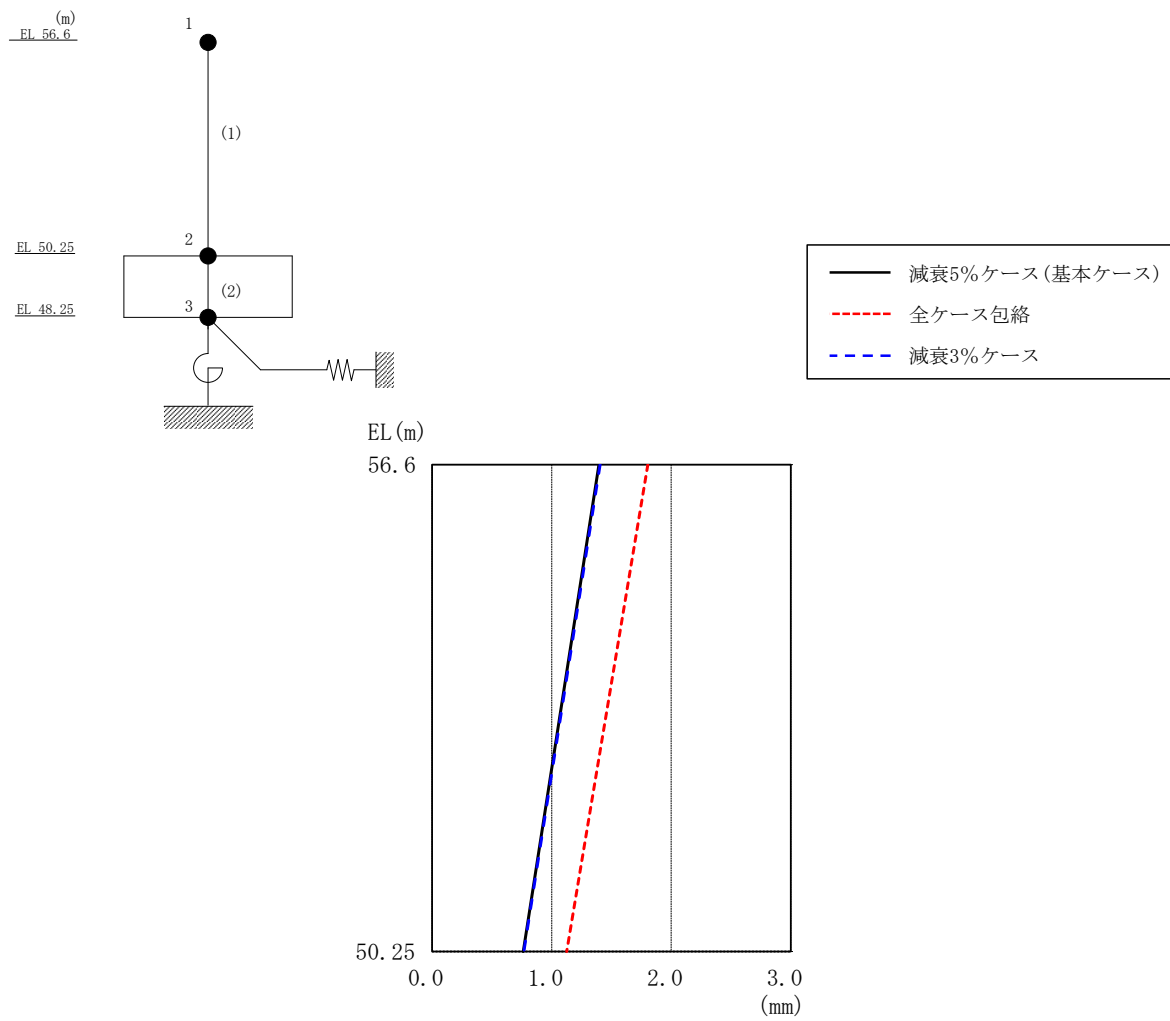 (m)
EL 56.6
1
(1)
EL 50.25
2
(2)
EL 48.25
3
減衰5%ケース(基本ケース)
全ケース包絡
減衰3%ケース
EL(m)
56.6
50.25
0.0 1.0 2.0 3.0
(mm)